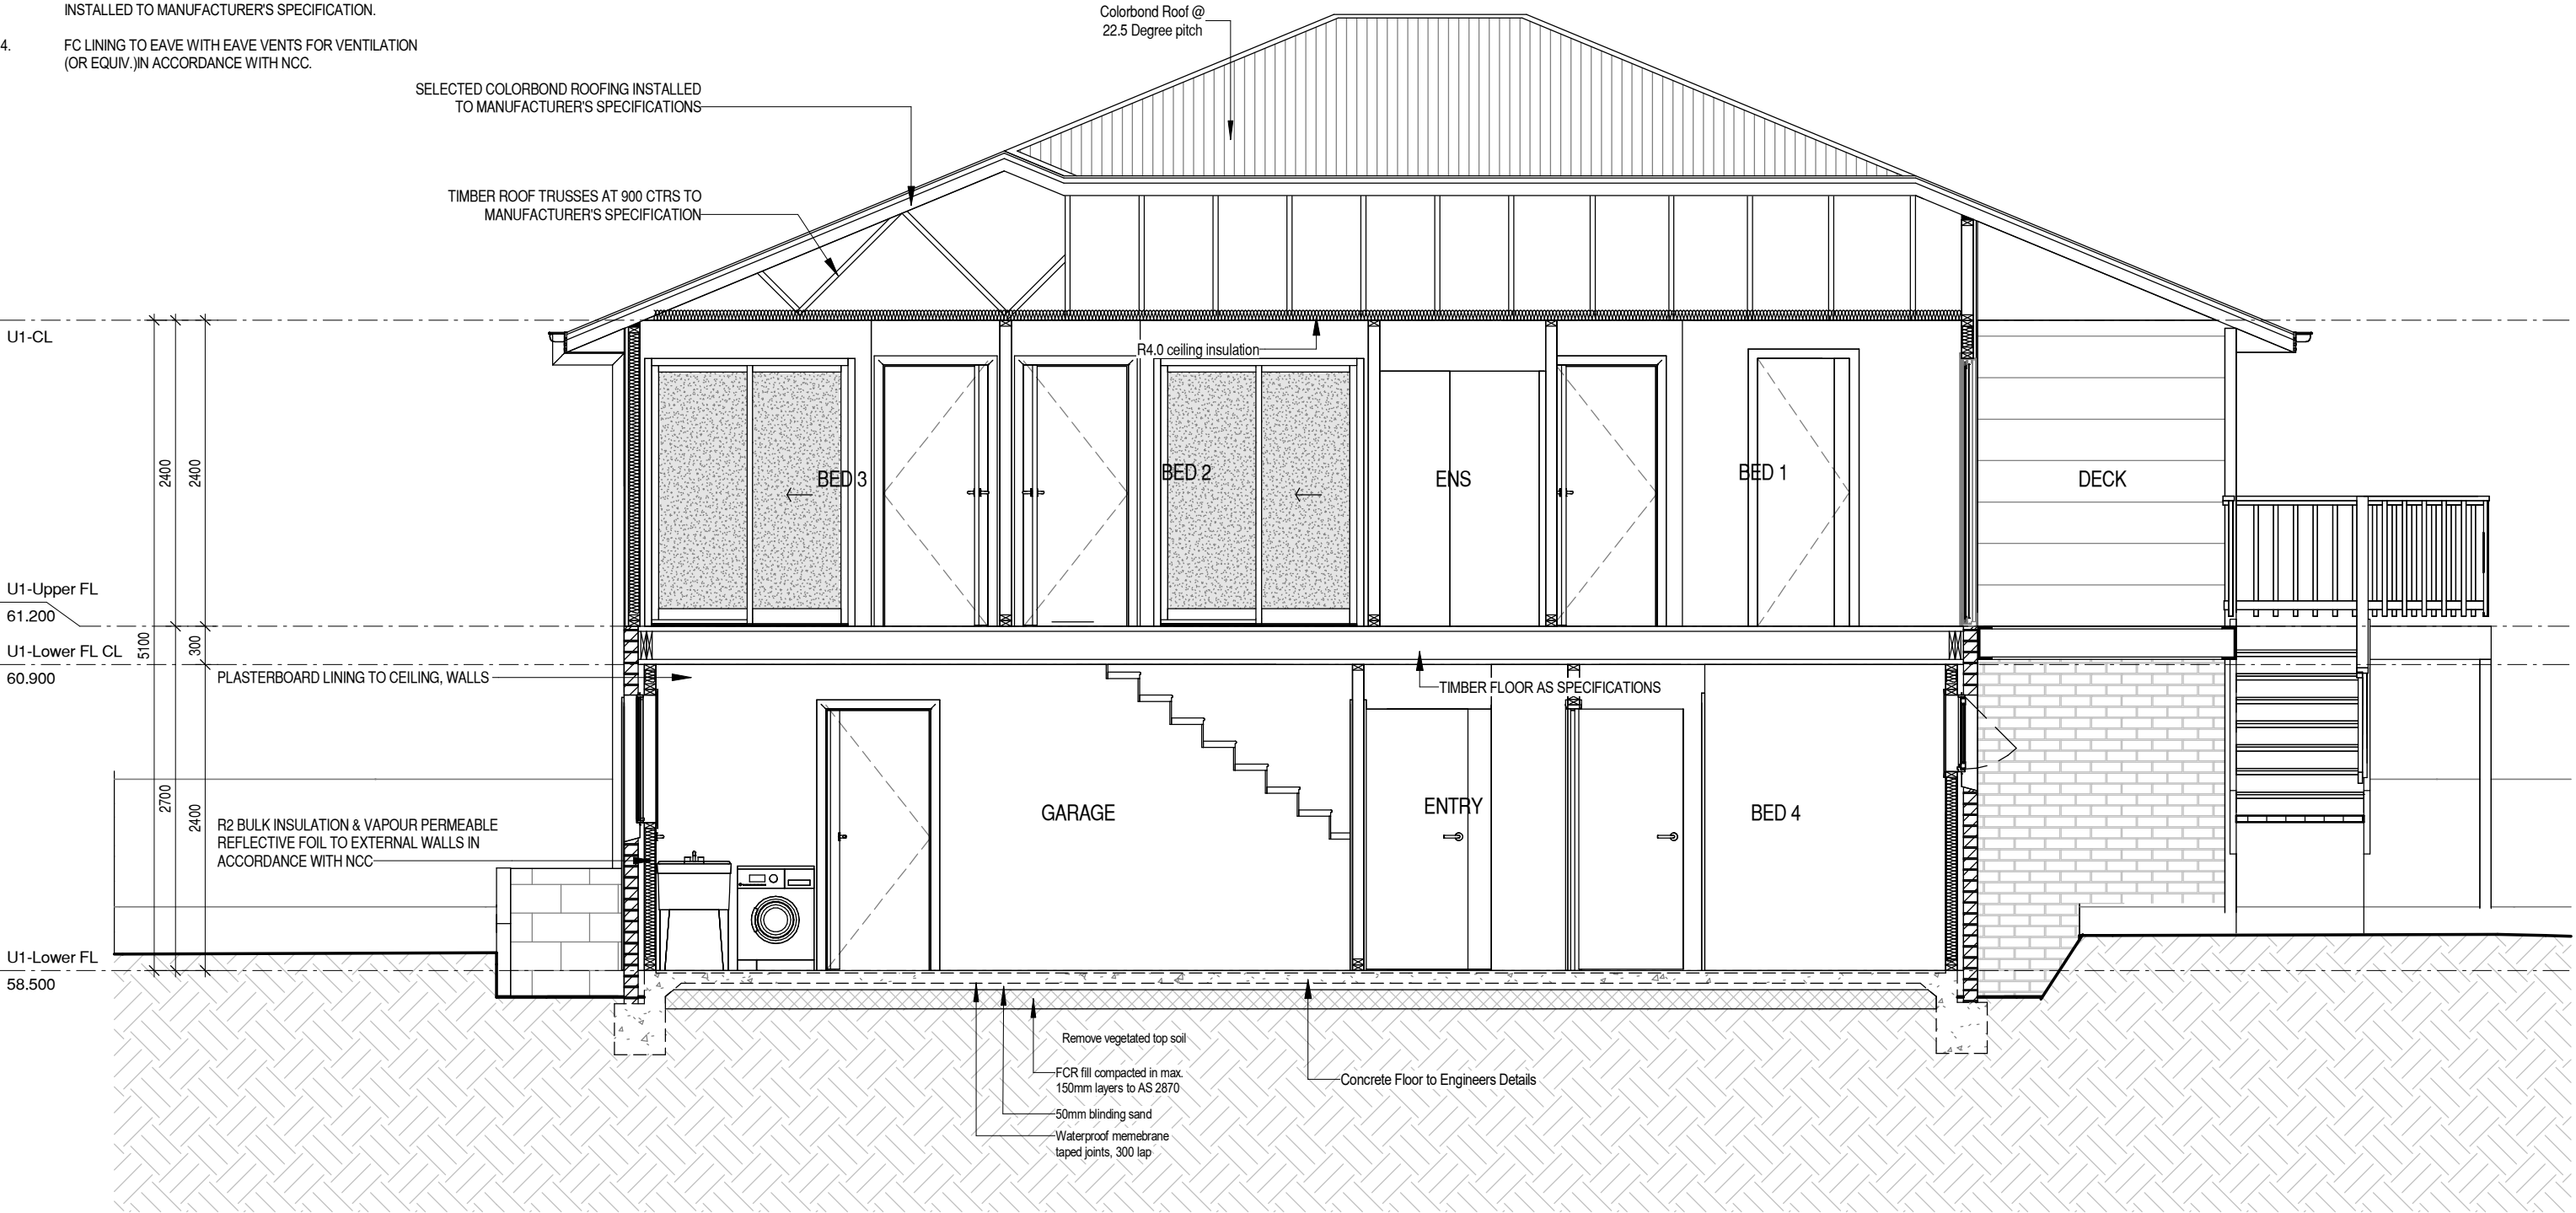 INSTALLED TO MANUFACTURER'S SPECIFICATION.
4. FC LINING TO EAVE WITH EAVE VENTS FOR VENTILATION
(OR EQUIV.)IN ACCORDANCE WITH NCC.
Colorbond Roof @
22.5 Degree pitch
SELECTED COLORBOND ROOFING INSTALLED
TO MANUFACTURER'S SPECIFICATIONS
TIMBER ROOF TRUSSES AT 900 CTRS TO
MANUFACTURER'S SPECIFICATION
U1-CL
R4.0 ceiling insulation
2400
2400
BED 3
BED 2
ENS
BED 1
DECK
U1-Upper FL
61.200
5100
300
U1-Lower FL CL
60.900
PLASTERBOARD LINING TO CEILING, WALLS
TIMBER FLOOR AS SPECIFICATIONS
2700
2400
GARAGE
ENTRY
BED 4
R2 BULK INSULATION & VAPOUR PERMEABLE
REFLECTIVE FOIL TO EXTERNAL WALLS IN
ACCORDANCE WITH NCC
U1-Lower FL
58.500
Remove vegetated top soil
FCR fill compacted in max.
150mm layers to AS 2870
Concrete Floor to Engineers Details
50mm blinding sand
Waterproof memebrane
taped joints, 300 lap